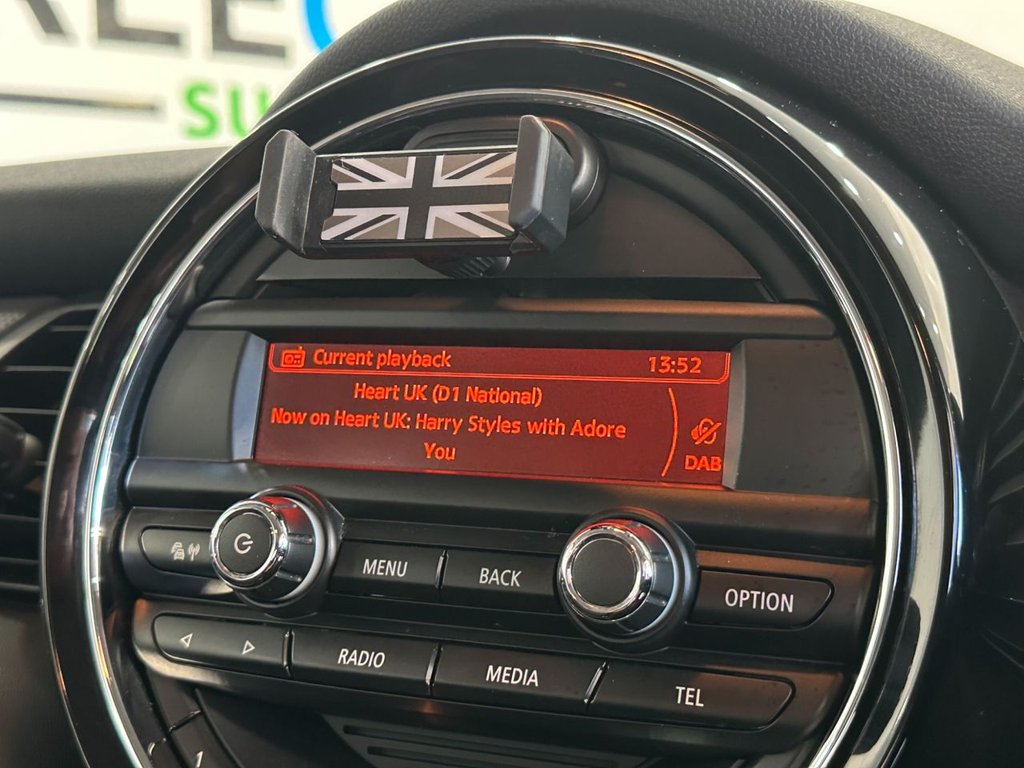 SU
Current playback 13:52
Heart UK (D1 National)
Now on Heart UK: Harry Styles with Adore
You
DAB
MENU BACK
OPTION
RADIO MEDIA TEL
1